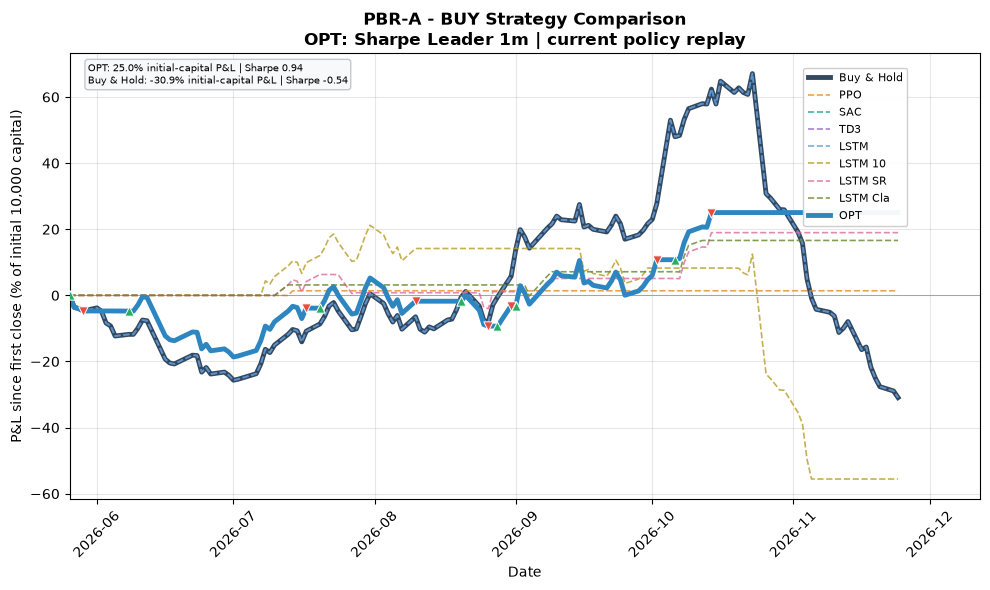 PBR-A - BUY Strategy Comparison
OPT: Sharpe Leader 1m | current policy replay
OPT: 25.0% initial-capital P&L | Sharpe 0.94
Buy & Hold: -30.9% initial-capital P&L | Sharpe -0.54
Buy & Hold
PPO
SAC
TD3
LSTM
LSTM 10
LSTM SR
LSTM Cla
OPT
P&L since first close (% of initial 10,000 capital)
60
40
20
0
−20
−40
−60
2026-06
2026-07
2026-08
2026-09
2026-10
2026-11
2026-12
Date